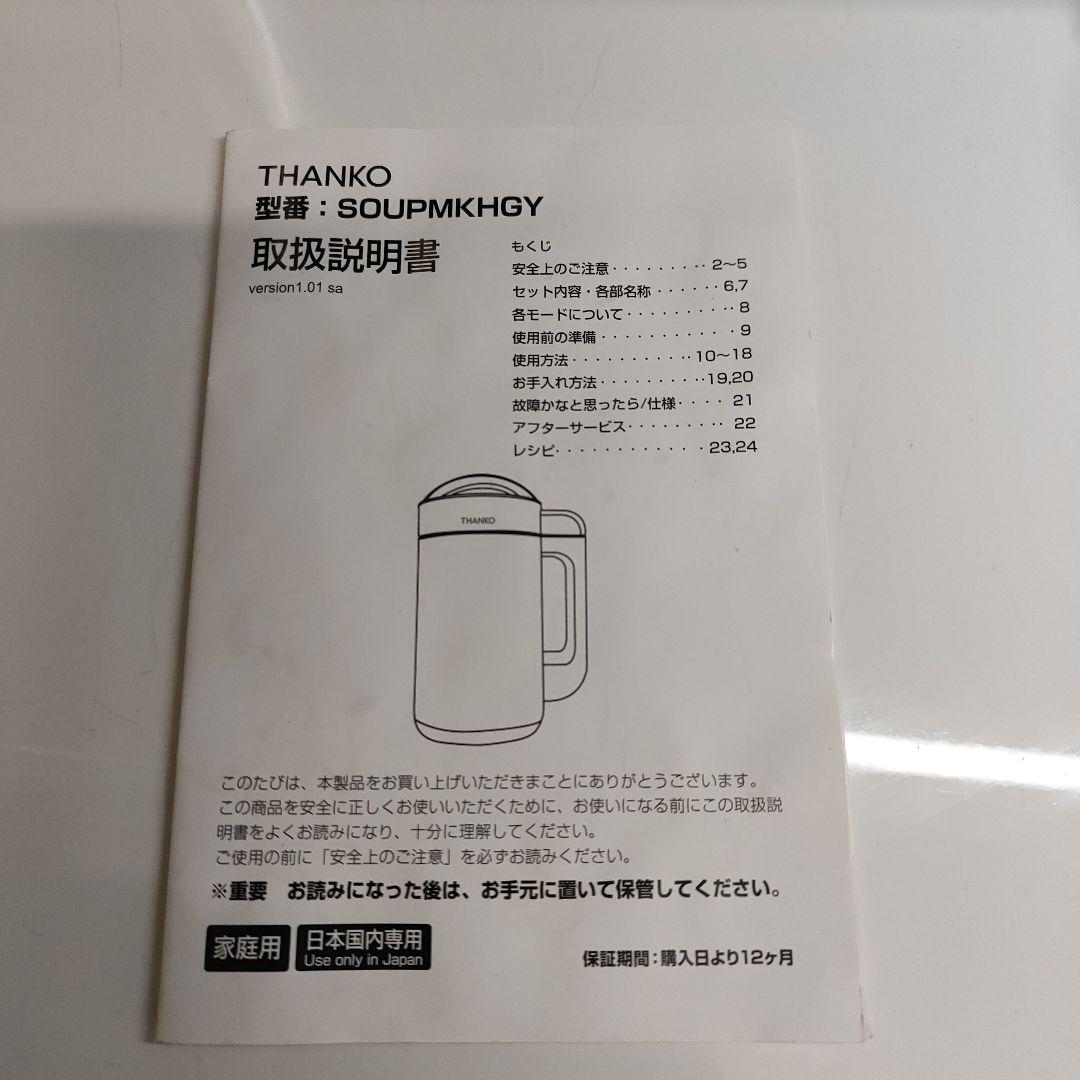 THANKO
型番：SOUPMKHGY
取扱説明書
version1.01 sa
もくじ
安全上のご注意・・・・・・・・・2〜5
セット内容・各部名称・・・・・・6,7
各モードについて・・・・・・・・・8
使用前の準備・・・・・・・・・・・9
使用方法・・・・・・・・・・10〜18
お手入れ方法・・・・・・・・・19,20
故障かなと思ったら/仕様・・・・21
アフターサービス・・・・・・・・22
レシピ・・・・・・・・・・・・23,24
THANKO
このたびは、本製品をお買い上げいただきまことにありがとうございます。
この商品を安全に正しくお使いいただくために、お使いになる前にこの取扱説
明書をよくお読みになり、十分に理解してください。
ご使用の前に「安全上のご注意」を必ずお読みください。
※重要　お読みになった後は、お手元に置いて保管してください。
家庭用
日本国内専用
Use only in Japan
保証期間：購入日より12ヶ月